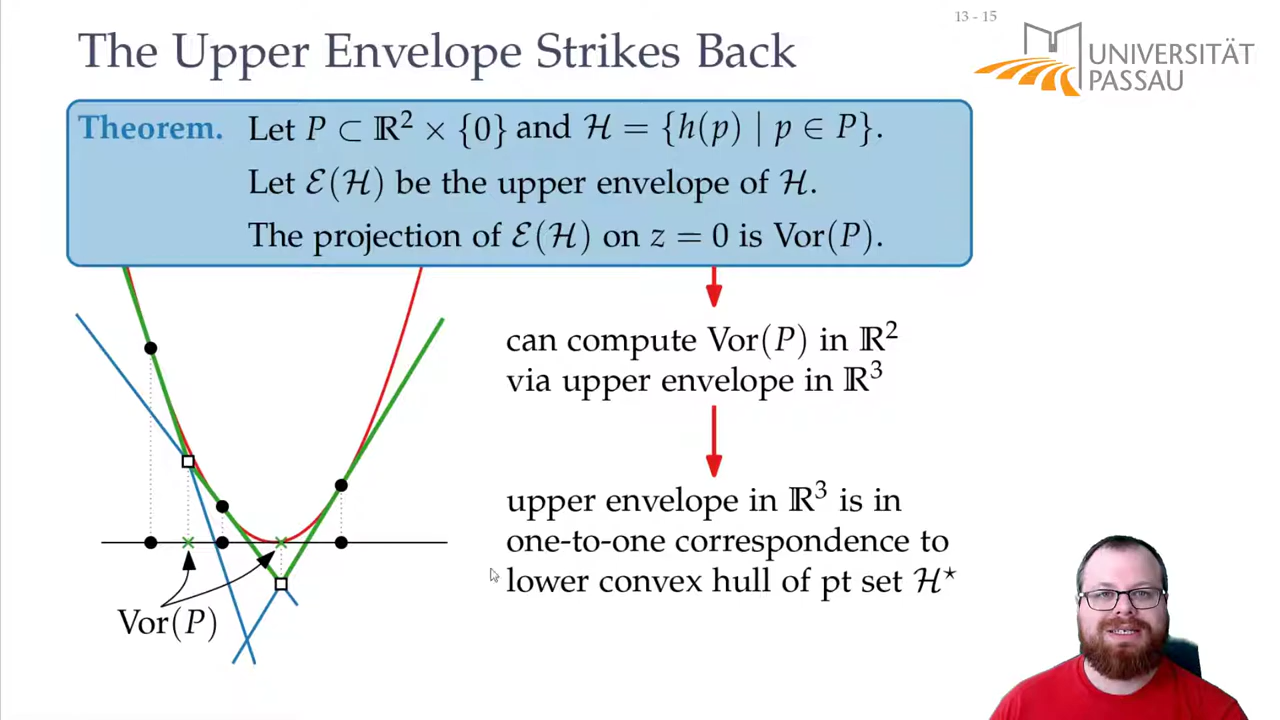 13 - 15
The Upper Envelope Strikes Back
UNIVERSITÄT
PASSAU
Theorem. Let P ⊂ ℝ² × {0} and ℋ = {h(p) | p ∈ P}.
Let ℰ(ℋ) be the upper envelope of ℋ.
The projection of ℰ(ℋ) on z = 0 is Vor(P).
can compute Vor(P) in ℝ²
via upper envelope in ℝ³
upper envelope in ℝ³ is in
one-to-one correspondence to
lower convex hull of pt set ℋ⋆
Vor(P)